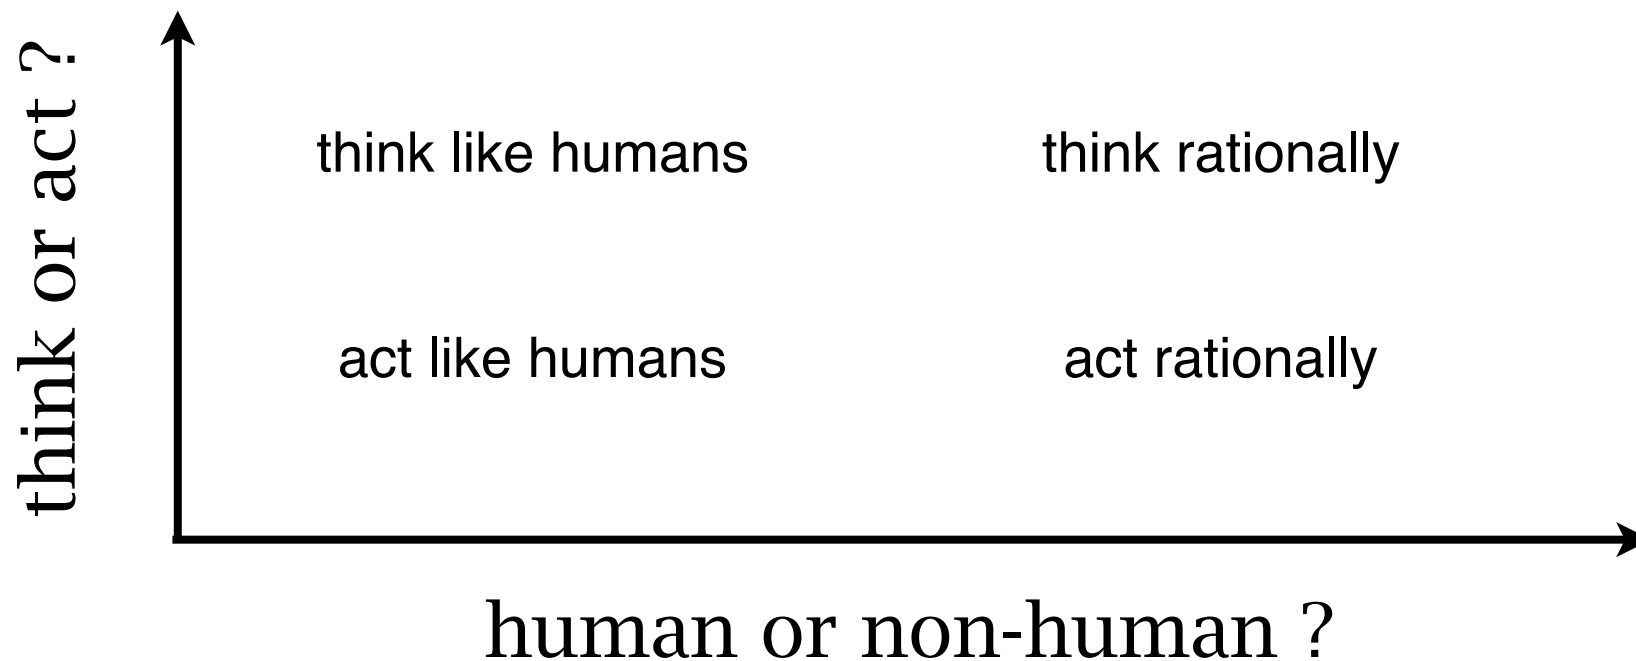 think or act ?
think like humans
think rationally
act like humans
act rationally
human or non-human ?